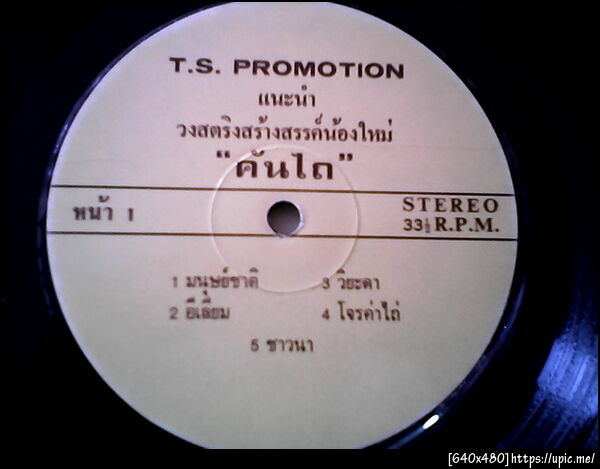 T.S. PROMOTION
แนะนำ
วงสตริงสร้างสรรค์น้องใหม่
"คันไถ"
หน้า 1
STEREO
33⅓ R.P.M.
1 มนุษย์ชาติ
3 วิยะดา
2 อีเลี่ยม
4 โจรค่าไถ่
5 ชาวนา
[640x480]https://upic.me/